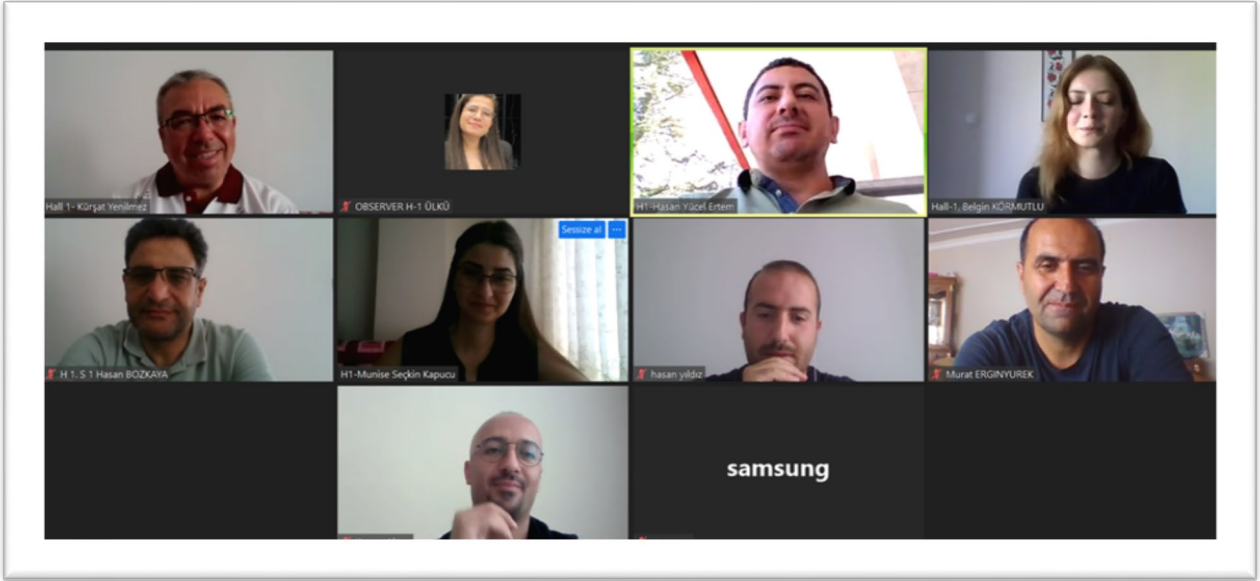 Hall 1- Kürşat Yenilmez
OBSERVER H-1 ÜLKÜ
H1-Hasan Yücel Ertem
Hall-1, Belgin KORMUTLU
Sessize al ...
H 1. S 1 Hasan BOZKAYA
H1-Munise Seçkin Kapucu
hasan yıldız
Murat ERGINYUREK
samsung